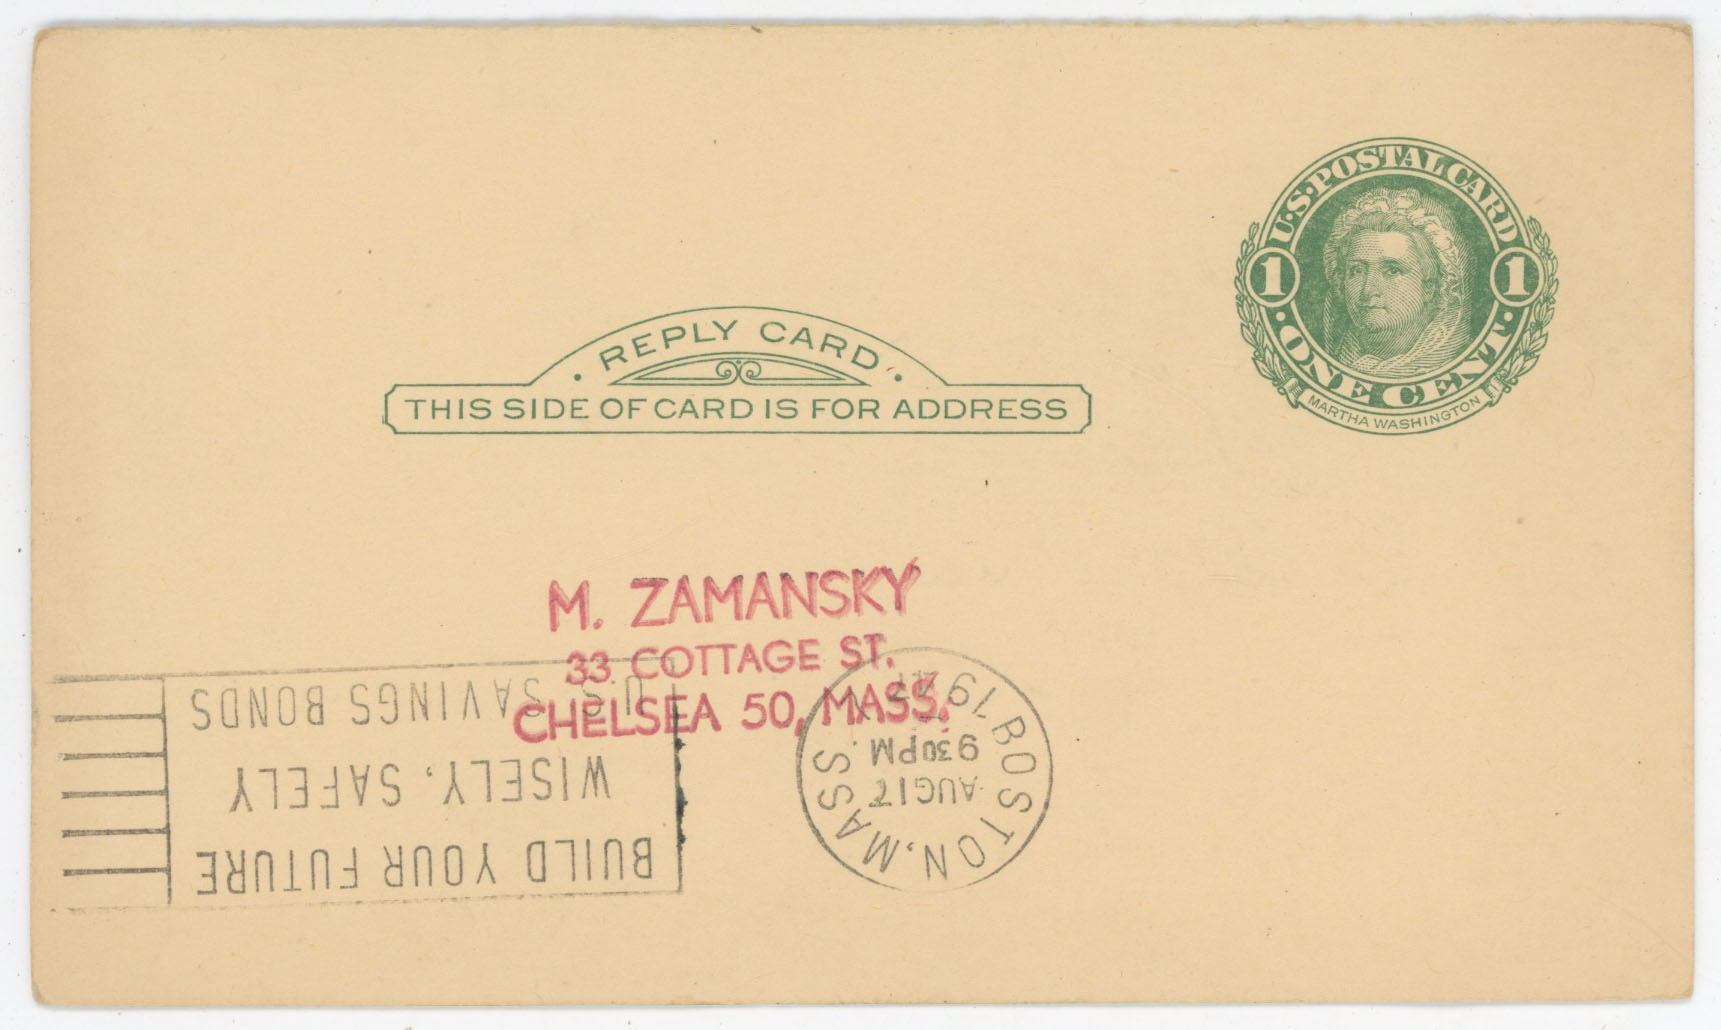 U.S. POSTAL CARD
1 1
· ONE CENT ·
MARTHA WASHINGTON
· REPLY CARD ·
THIS SIDE OF CARD IS FOR ADDRESS
M. ZAMANSKY
33 COTTAGE ST.
CHELSEA 50, MASS.
BUILD YOUR FUTURE
WISELY, SAFELY
U.S. SAVINGS BONDS
BOSTON, MASS
AUG 17
9 30 PM
19